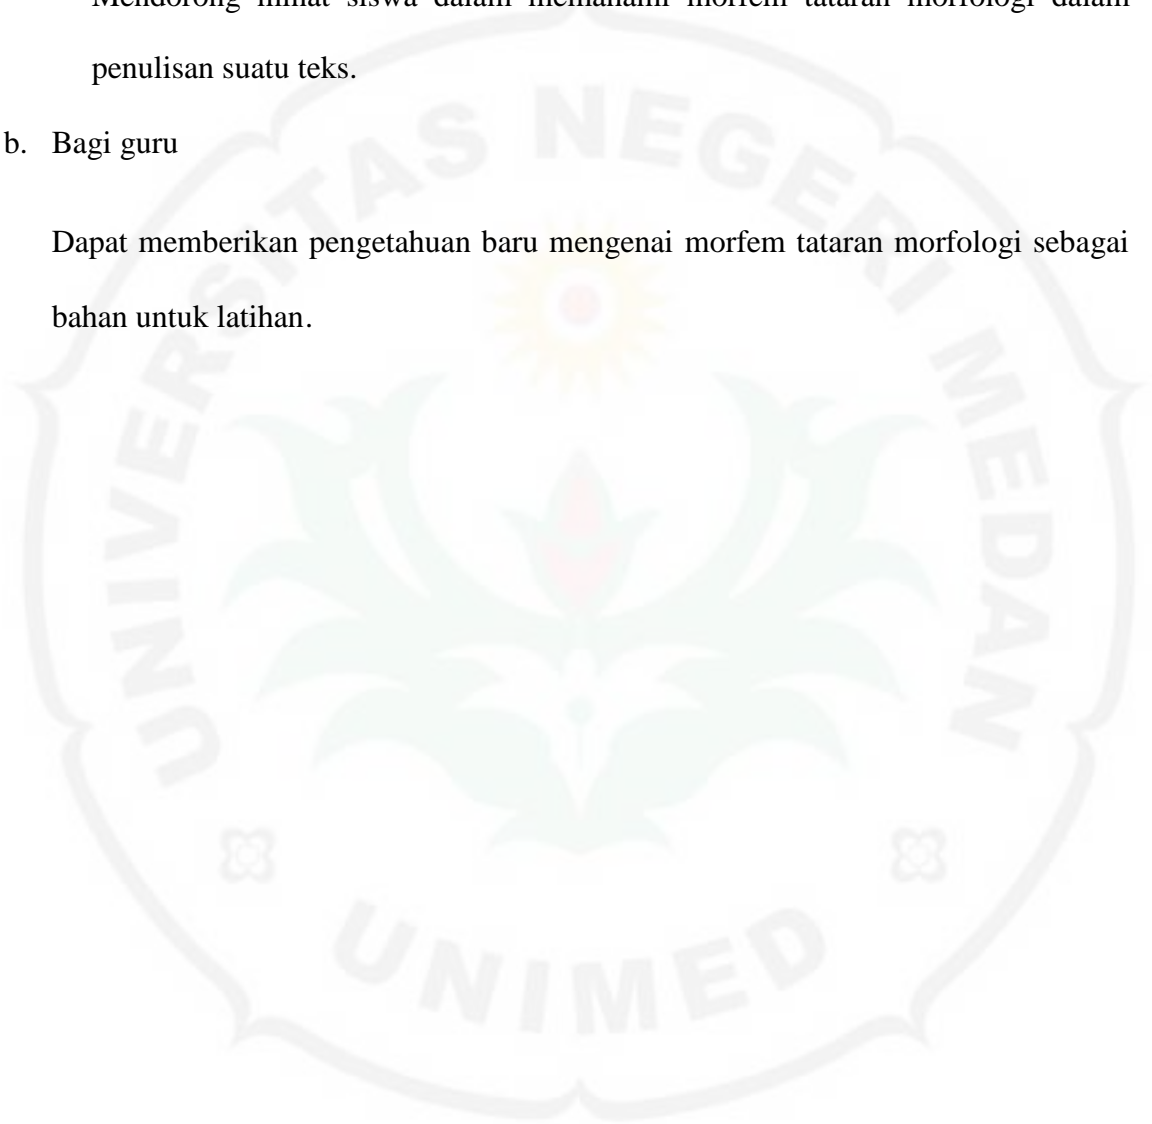 Mendorong minat siswa dalam memahami morfem tataran morfologi dalam
penulisan suatu teks.
b. Bagi guru
Dapat memberikan pengetahuan baru mengenai morfem tataran morfologi sebagai
bahan untuk latihan.
UNIVERSITAS NEGERI MEDAN
UNIMED